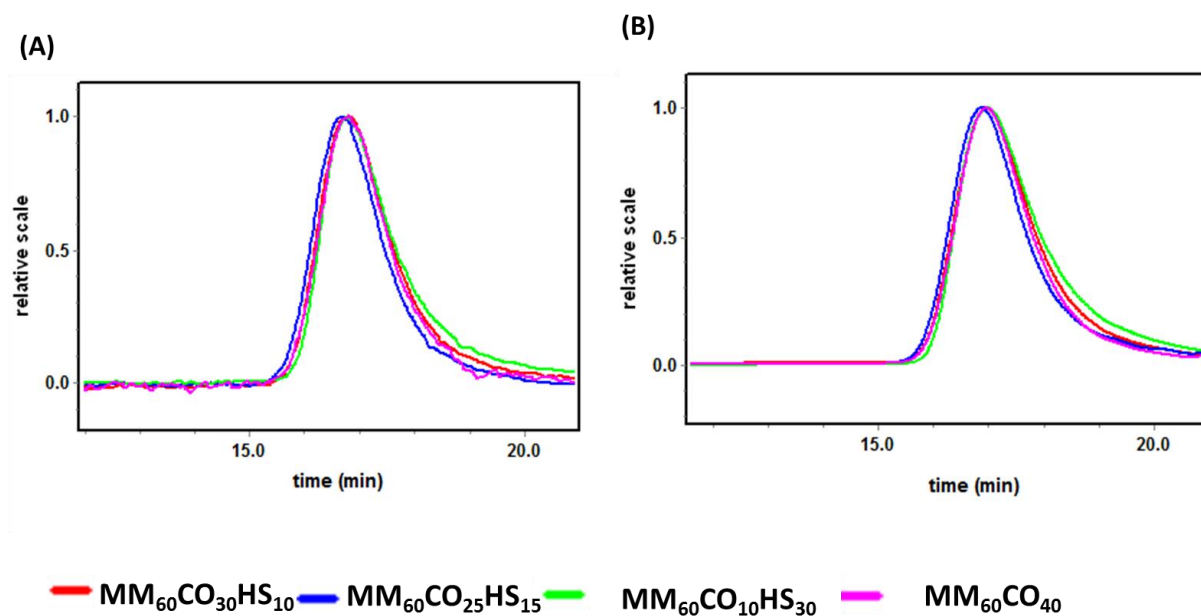 (A)
1.0
0.5
0.0
relative scale
15.0 20.0
time (min)
(B)
1.0
0.5
0.0
relative scale
15.0 20.0
time (min)
MM₆₀CO₃₀HS₁₀ MM₆₀CO₂₅HS₁₅ MM₆₀CO₁₀HS₃₀ MM₆₀CO₄₀